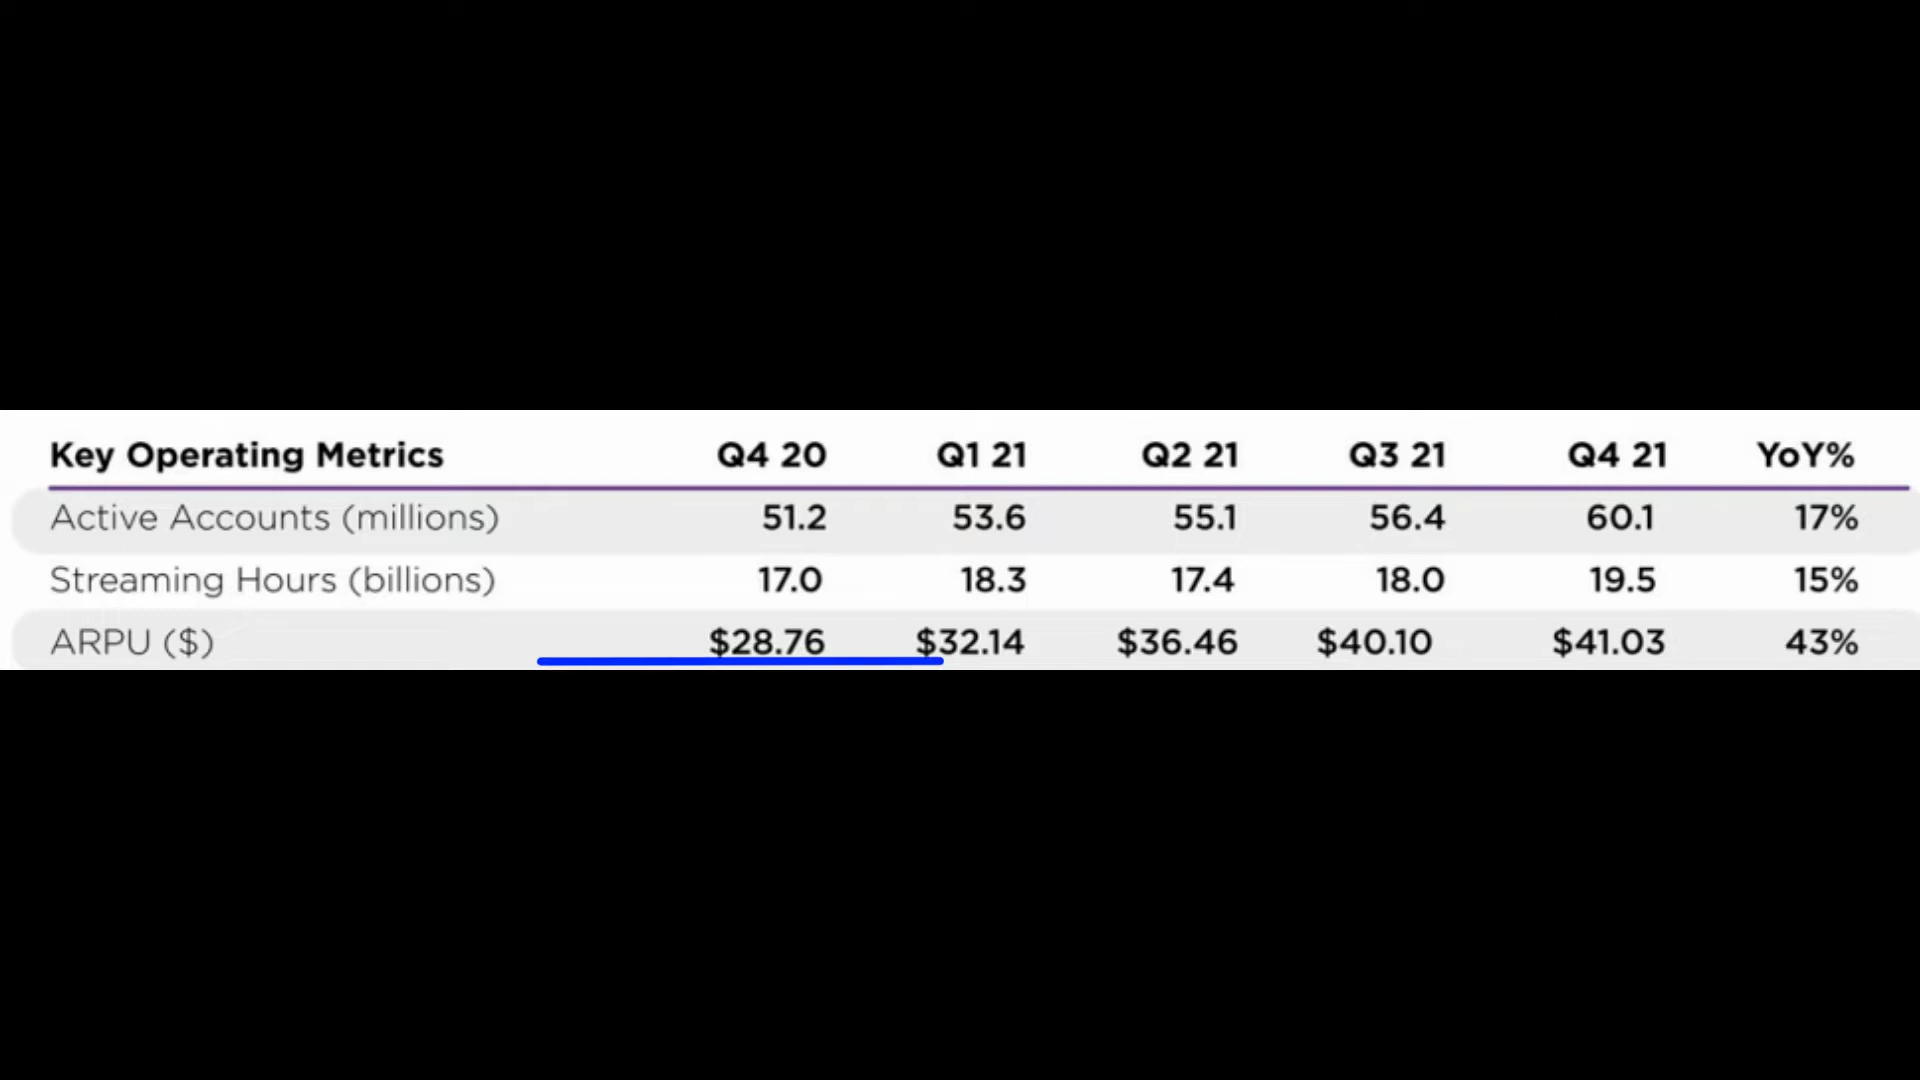 Key Operating Metrics Q4 20 Q1 21 Q2 21 Q3 21 Q4 21 YoY%
Active Accounts (millions) 51.2 53.6 55.1 56.4 60.1 17%
Streaming Hours (billions) 17.0 18.3 17.4 18.0 19.5 15%
ARPU ($) $28.76 $32.14 $36.46 $40.10 $41.03 43%